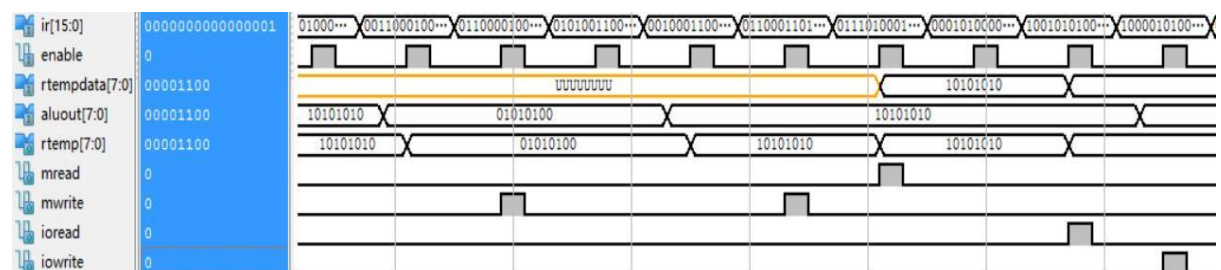 ir[15:0] 0000000000000001 01000··· 0011000100··· 0110000100··· 0101001100··· 0010001100··· 0110001101··· 0111010001··· 0001010000··· 1001010100··· 1000010100···
enable 0
rtempdata[7:0] 00001100 UUUUUUUU 10101010
aluout[7:0] 00001100 10101010 01010100 10101010
rtemp[7:0] 00001100 10101010 01010100 10101010 10101010
mread 0
mwrite 0
ioread 0
iowrite 0